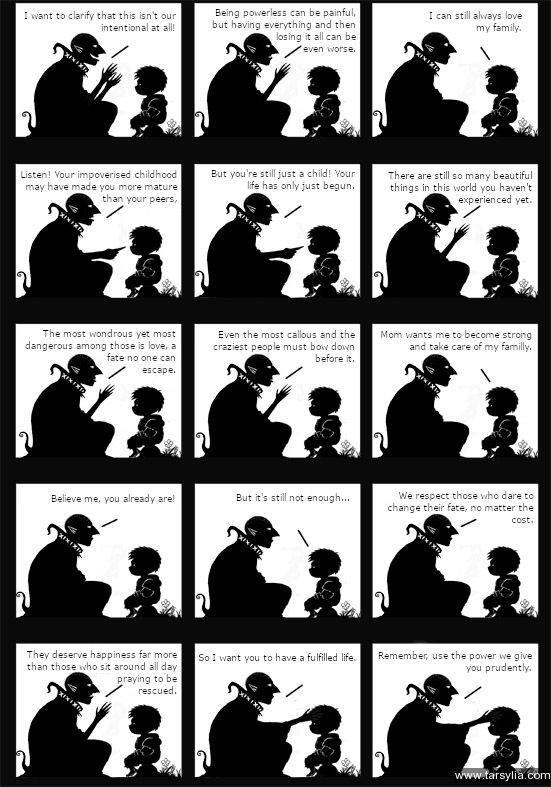 I want to clarify that this isn't our
intentional at all!
Being powerless can be painful,
but having everything and then
losing it all can be
even worse.
I can still always love
my family.
Listen! Your impoverised childhood
may have made you more mature
than your peers,
But you're still just a child! Your
life has only just begun.
There are still so many beautiful
things in this world you haven't
experienced yet.
The most wondrous yet most
dangerous among those is love, a
fate no one can
escape.
Even the most callous and the
craziest people must bow down
before it.
Mom wants me to become strong
and take care of my familly.
Believe me, you already are!
But it's still not enough...
We respect those who dare to
change their fate, no matter the
cost.
They deserve happiness far more
than those who sit around all day
praying to be
rescued.
So I want you to have a fulfilled life.
Remember, use the power we give
you prudently.
www.tarsylia.com